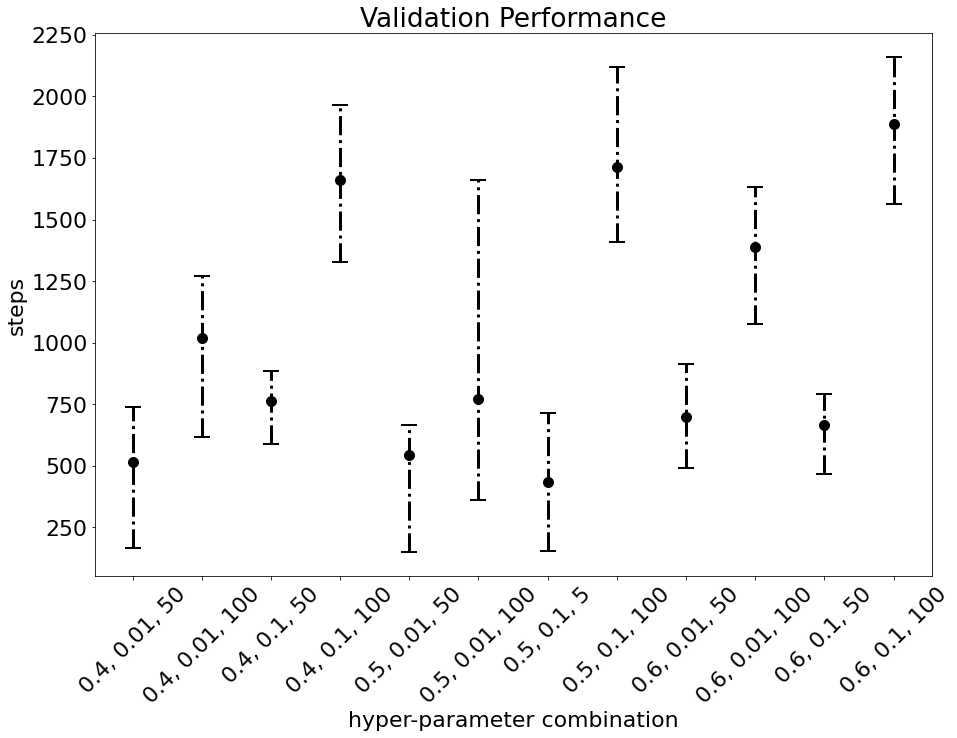 Validation Performance
2250
2000
1750
1500
1250
1000
750
500
250
steps
0.4, 0.01, 50
0.4, 0.01, 100
0.4, 0.1, 50
0.4, 0.1, 100
0.5, 0.01, 50
0.5, 0.01, 100
0.5, 0.1, 5
0.5, 0.1, 100
0.6, 0.01, 50
0.6, 0.01, 100
0.6, 0.1, 50
0.6, 0.1, 100
hyper-parameter combination